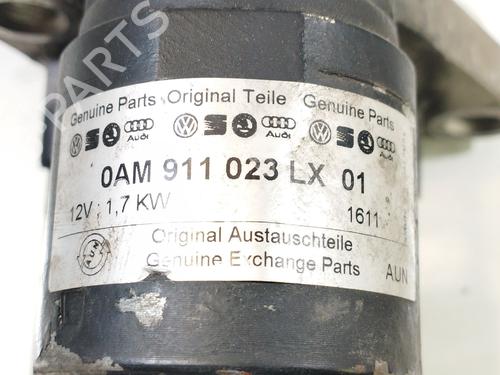 B-PARTS
Genuine Parts Original Teile Genuine Parts
Audi Audi
0AM 911 023 LX 01
12V ; 1,7 KW 1611
AUN Original Austauschteile
Genuine Exchange Parts AUN